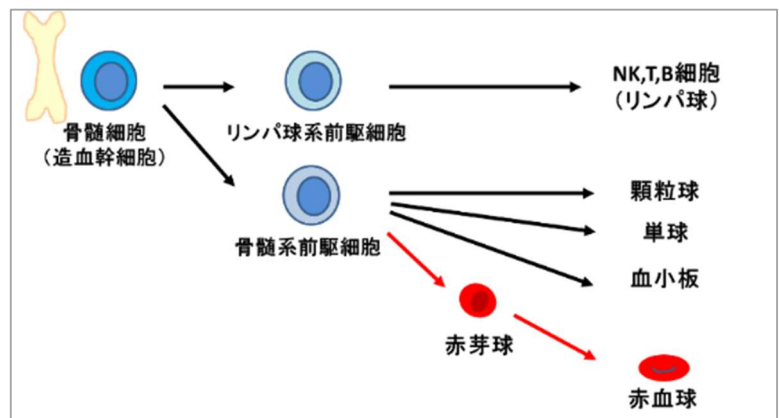 骨髄細胞
(造血幹細胞)
リンパ球系前駆細胞
NK,T,B細胞
(リンパ球)
骨髄系前駆細胞
顆粒球
単球
血小板
赤芽球
赤血球